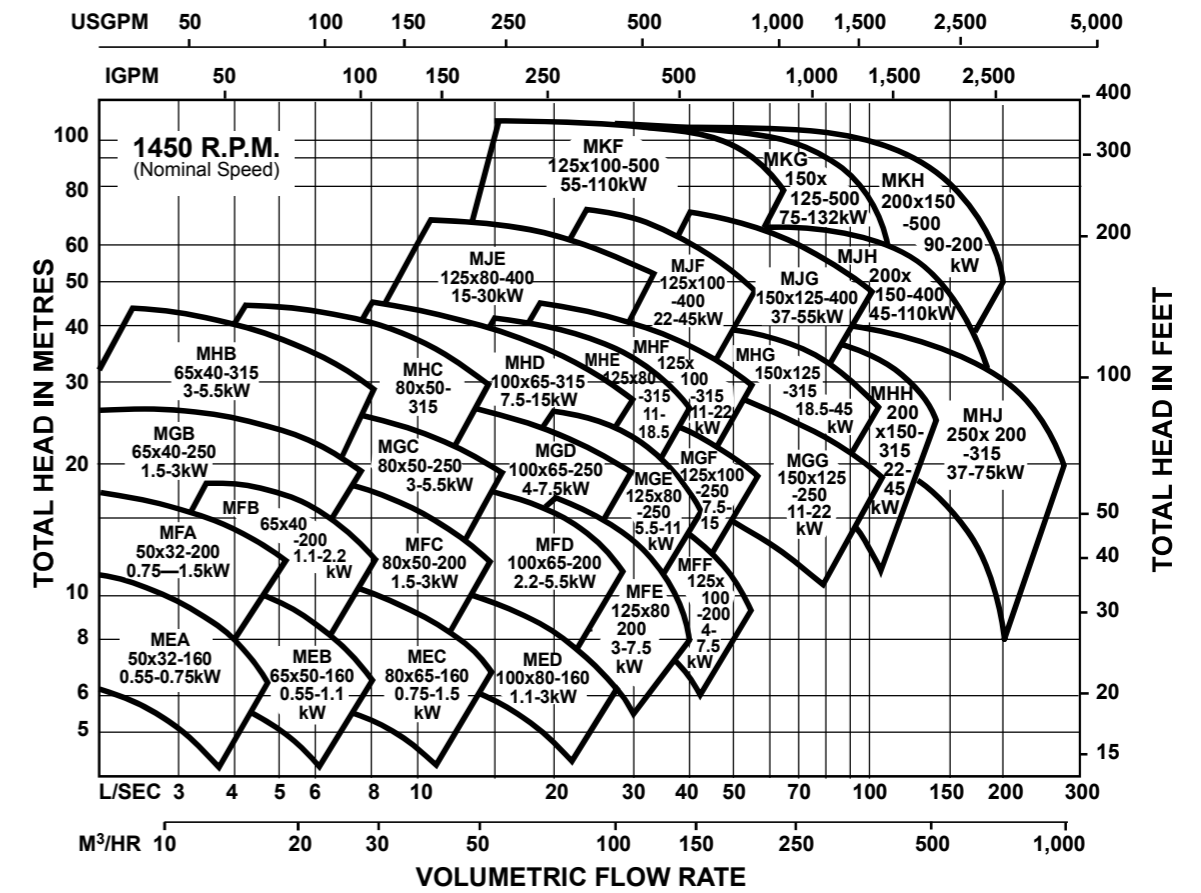 USGPM 50 100 150 250 500 1,000 1,500 2,500 5,000
IGPM 50 100 150 250 500 1,000 1,500 2,500
400
300
200
100
50
40
30
20
15
TOTAL HEAD IN FEET
TOTAL HEAD IN METRES
100
80
60
50
40
30
20
10
8
6
5
1450 R.P.M.
(Nominal Speed)
MKF
125x100-500
55-110kW
MKG
150x
125-500
75-132kW
MKH
200x150
-500
90-200
kW
MJE
125x80-400
15-30kW
MJF
125x100
-400
22-45kW
MJG
150x125-400
37-55kW
MJH
200x
150-400
45-110kW
MHB
65x40-315
3-5.5kW
MHC
80x50-
315
MHD
100x65-315
7.5-15kW
MHE
125x80
-315
11-
18.5
MHF
125x
100
-315
11-22
kW
MHG
150x125
-315
18.5-45
kW
MHH
200
x150-
315
22-
45
kW
MHJ
250x 200
-315
37-75kW
MGB
65x40-250
1.5-3kW
MGC
80x50-250
3-5.5kW
MGD
100x65-250
4-7.5kW
MGE
125x80
-250
5.5-11
kW
MGF
125x100
-250
7.5-
15
MGG
150x125
-250
11-22
kW
MFA
50x32-200
0.75—1.5kW
MFB
65x40
-200
1.1-2.2
kW
MFC
80x50-200
1.5-3kW
MFD
100x65-200
2.2-5.5kW
MFE
125x80
200
3-7.5
kW
MFF
125x
100
-200
4-
7.5
kW
MEA
50x32-160
0.55-0.75kW
MEB
65x50-160
0.55-1.1
kW
MEC
80x65-160
0.75-1.5
kW
MED
100x80-160
1.1-3kW
L/SEC 3 4 5 6 8 10 20 30 40 50 70 100 150 200 300
M³/HR 10 20 30 50 100 150 250 500 1,000
VOLUMETRIC FLOW RATE